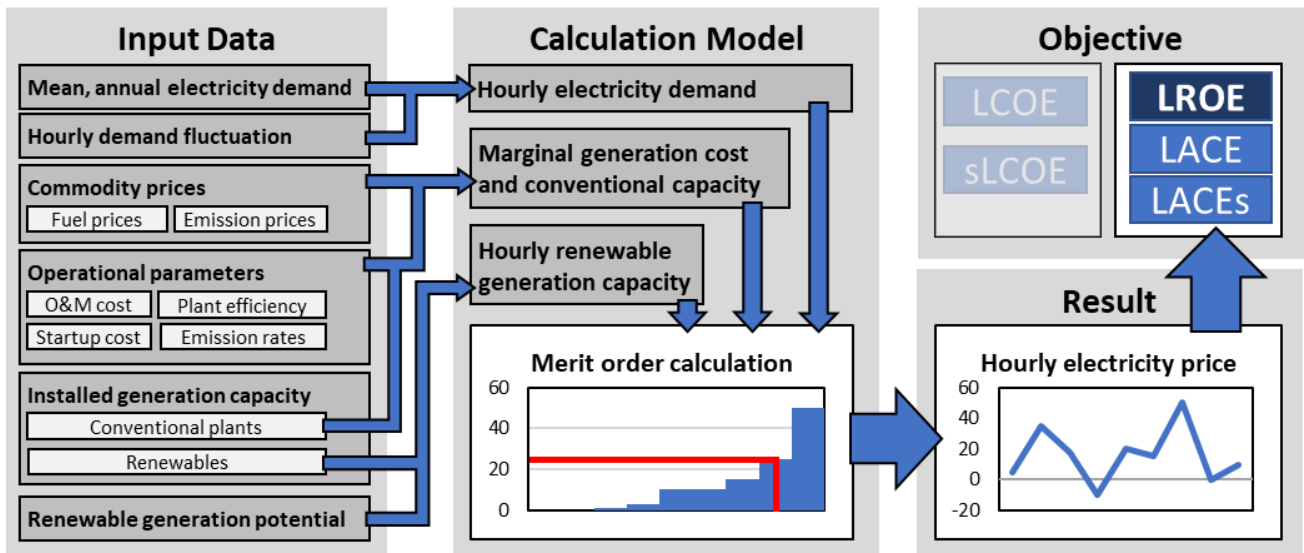 Input Data
Mean, annual electricity demand
Hourly demand fluctuation
Commodity prices
Fuel prices
Emission prices
Operational parameters
O&M cost
Plant efficiency
Startup cost
Emission rates
Installed generation capacity
Conventional plants
Renewables
Renewable generation potential
Calculation Model
Hourly electricity demand
Marginal generation cost
and conventional capacity
Hourly renewable
generation capacity
Merit order calculation
60
40
20
0
Objective
LCOE
sLCOE
LROE
LACE
LACEs
Result
Hourly electricity price
60
40
20
0
-20